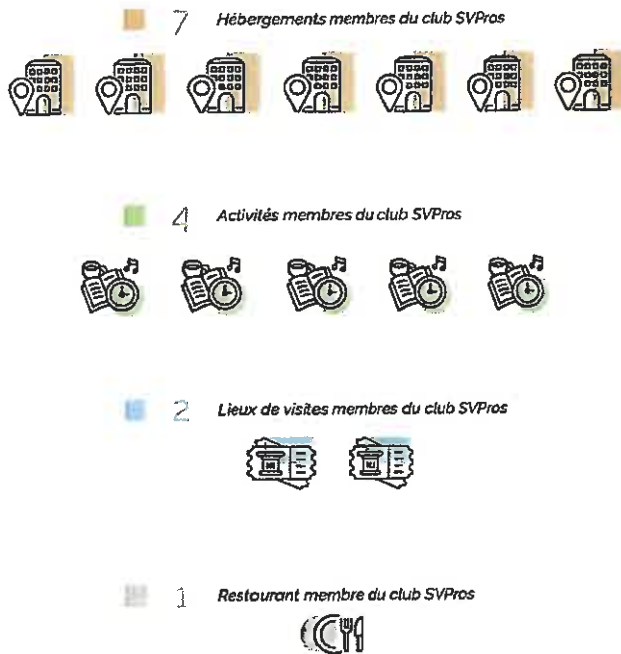 7 Hébergements membres du club SVPros
4 Activités membres du club SVPros
2 Lieux de visites membres du club SVPros
1 Restaurant membre du club SVPros